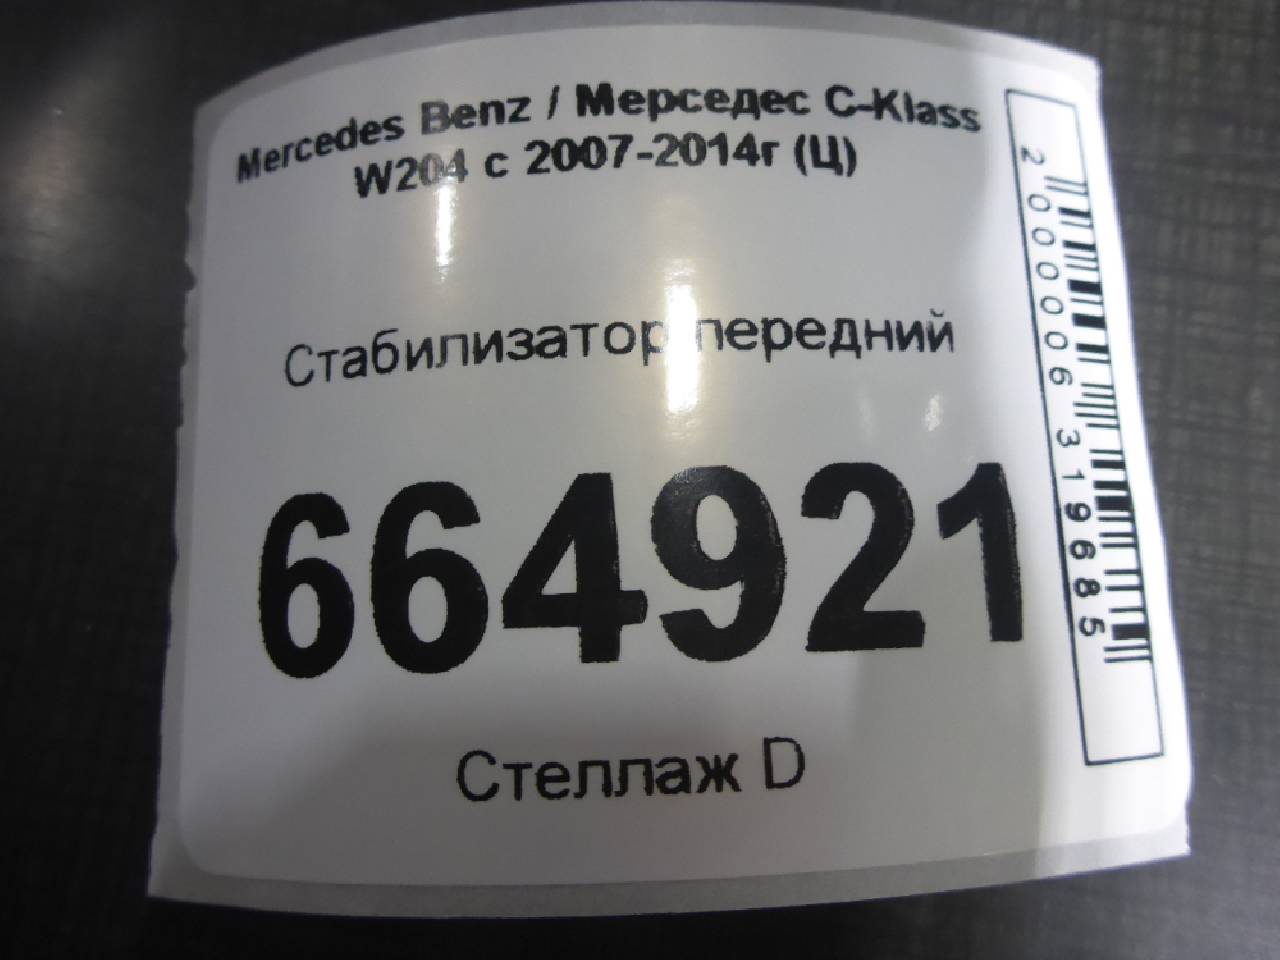 Mercedes Benz / Мерседес C-Klass
W204 с 2007-2014г (Ц)
Стабилизатор передний
664921
Стеллаж D
2000006319685